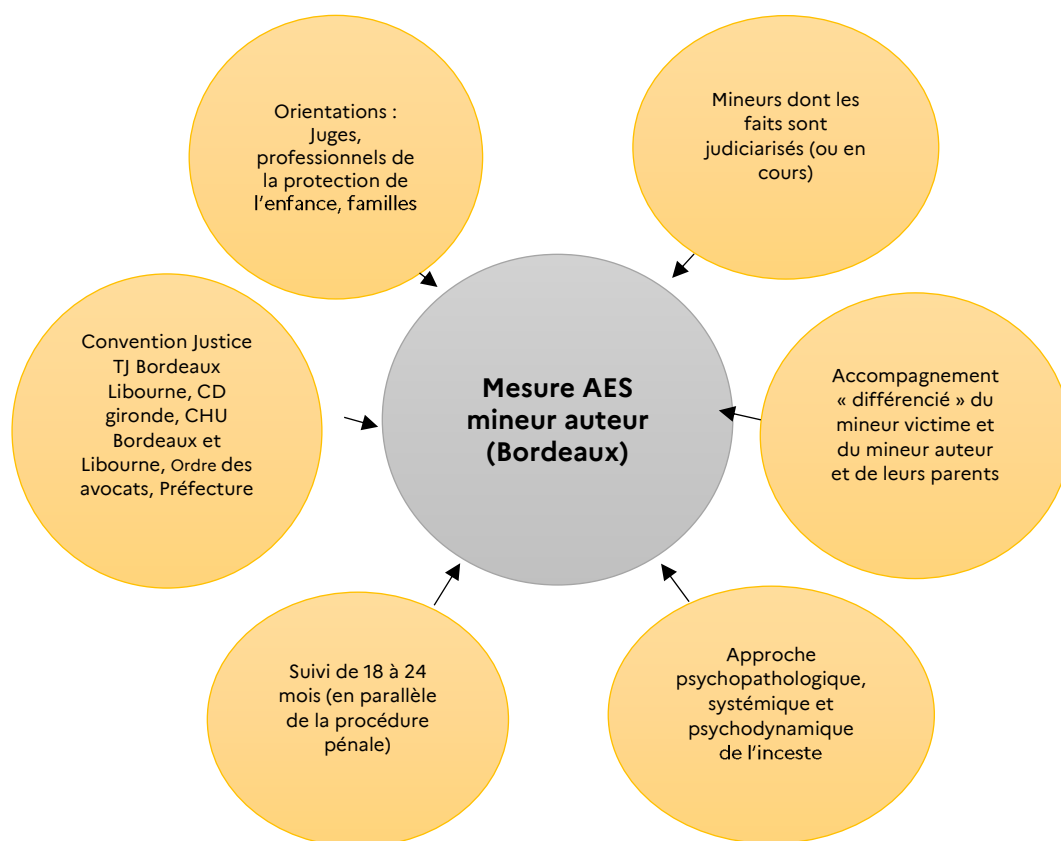 Orientations :
Juges,
professionnels de
la protection de
l'enfance, familles
Mineurs dont les
faits sont
judiciarisés (ou en
cours)
Convention Justice
TJ Bordeaux
Libourne, CD
gironde, CHU
Bordeaux et
Libourne, Ordre des
avocats, Préfecture
Mesure AES
mineur auteur
(Bordeaux)
Accompagnement
« différencié » du
mineur victime et
du mineur auteur
et de leurs parents
Suivi de 18 à 24
mois (en parallèle
de la procédure
pénale)
Approche
psychopathologique,
systémique et
psychodynamique
de l'inceste